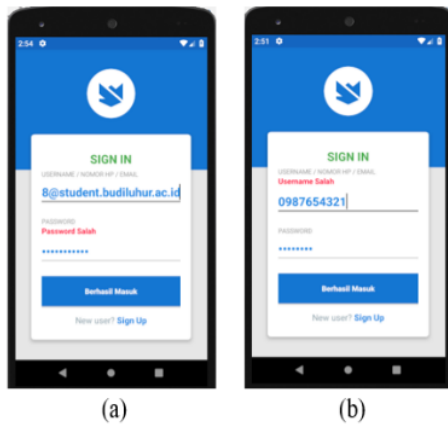 2:54
SIGN IN
USERNAME / NOMOR HP / EMAIL
8@student.budiluhur.ac.id
PASSWORD
Password Salah
•••••••••••
Berhasil Masuk
New user? Sign Up
(a)
2:51
SIGN IN
USERNAME / NOMOR HP / EMAIL
Username Salah
0987654321
PASSWORD
••••••••
Berhasil Masuk
New user? Sign Up
(b)